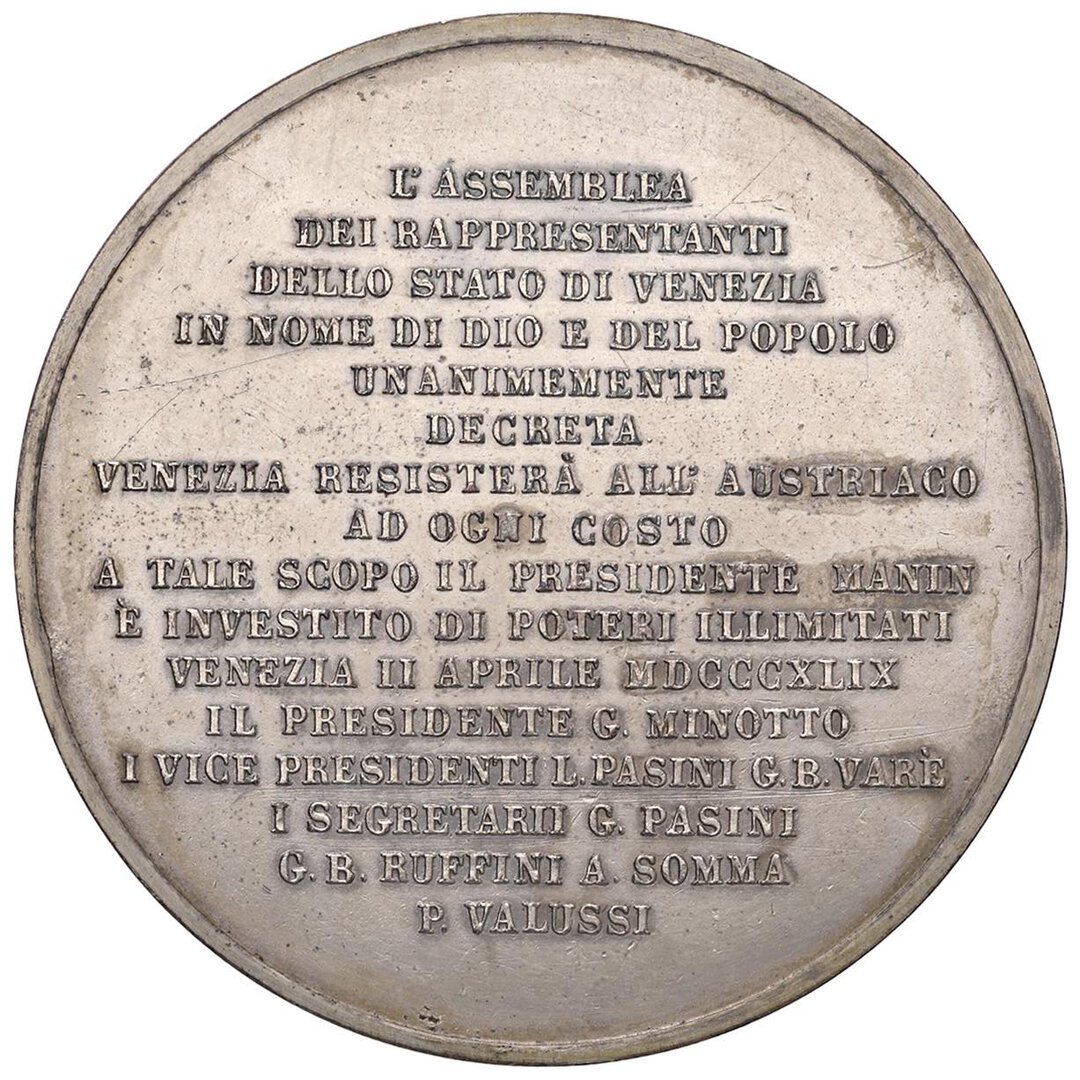 L'ASSEMBLEA
DEI RAPPRESENTANTI
DELLO STATO DI VENEZIA
IN NOME DI DIO E DEL POPOLO
UNANIMEMENTE
DECRETA
VENEZIA RESISTERÀ ALL'AUSTRIACO
AD OGNI COSTO
A TALE SCOPO IL PRESIDENTE MANIN
È INVESTITO DI POTERI ILLIMITATI
VENEZIA II APRILE MDCCCXLIX
IL PRESIDENTE G. MINOTTO
I VICE PRESIDENTI L. PASINI G. B. VARÈ
I SEGRETARII G. PASINI
G. B. RUFFINI A. SOMMA
P. VALUSSI